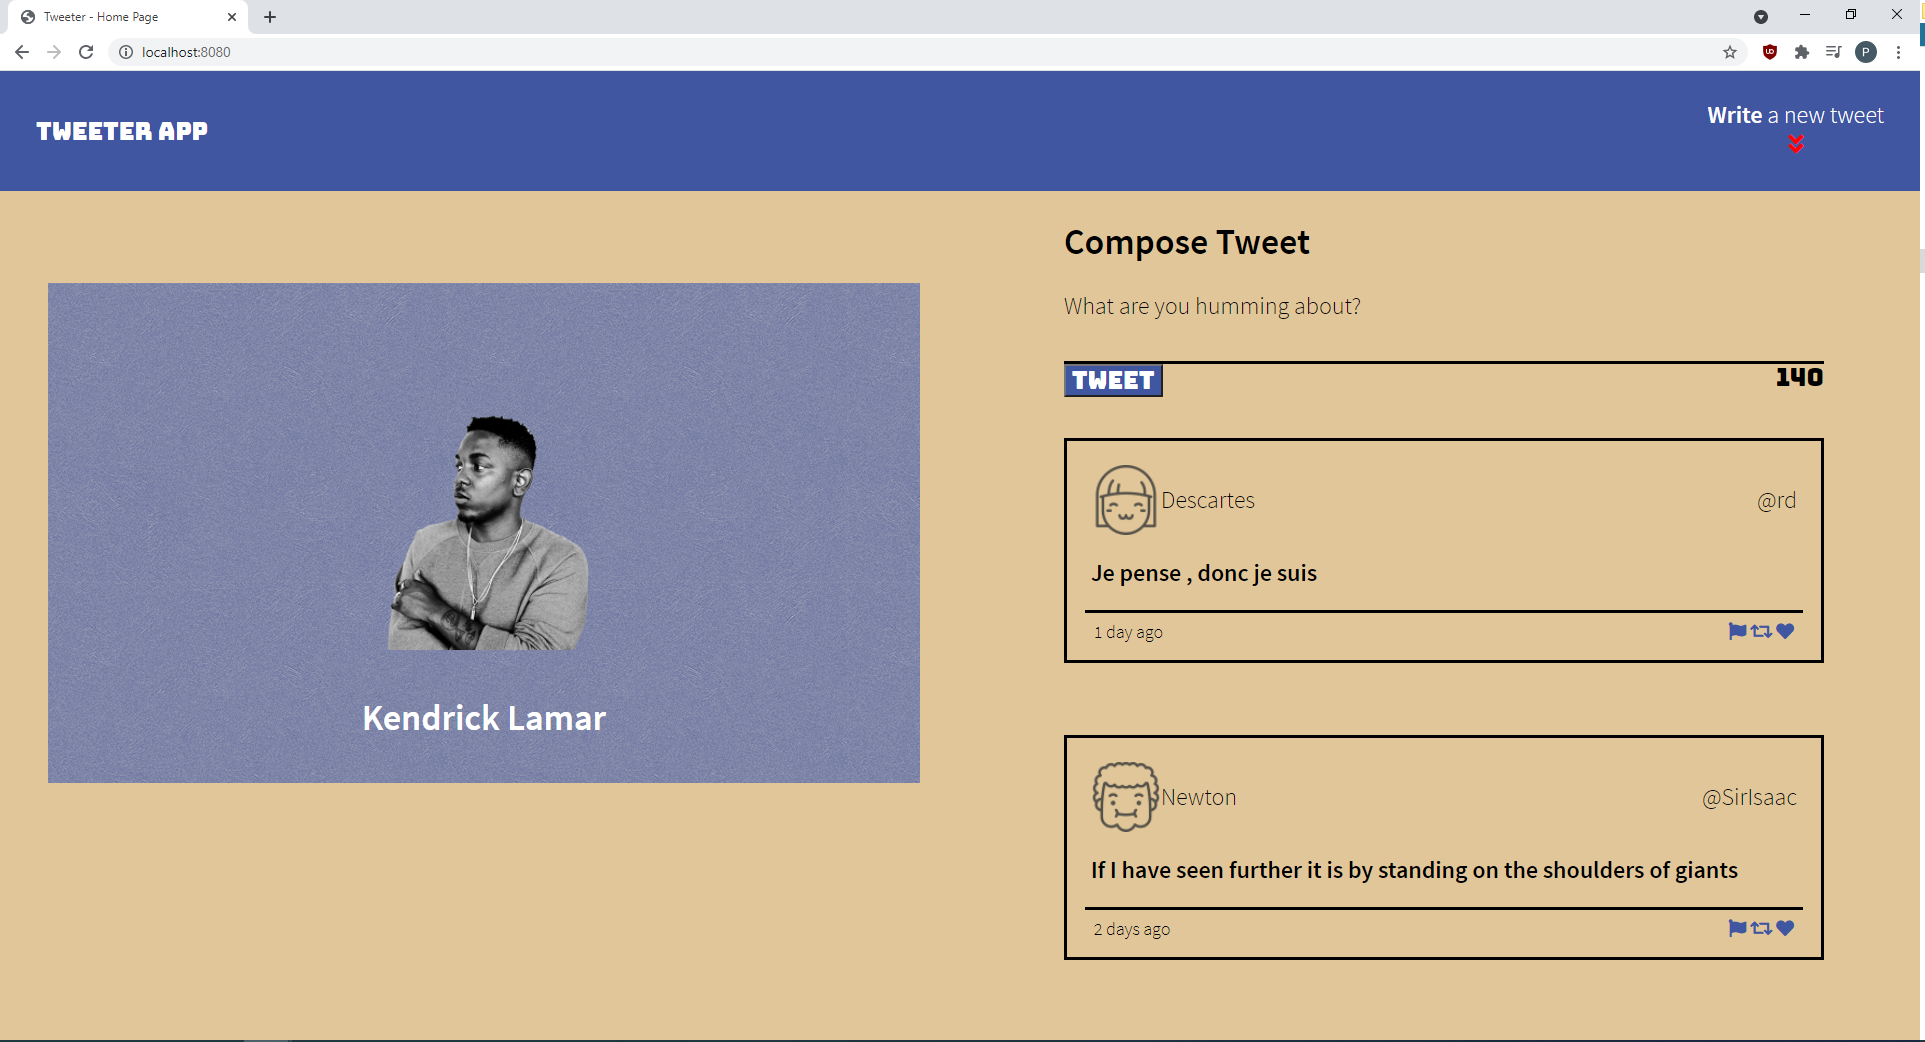 Tweeter - Home Page
localhost:8080
P
TWEETER APP
Write a new tweet
Kendrick Lamar
Compose Tweet
What are you humming about?
TWEET
140
Descartes
@rd
Je pense , donc je suis
1 day ago
Newton
@SirIsaac
If I have seen further it is by standing on the shoulders of giants
2 days ago